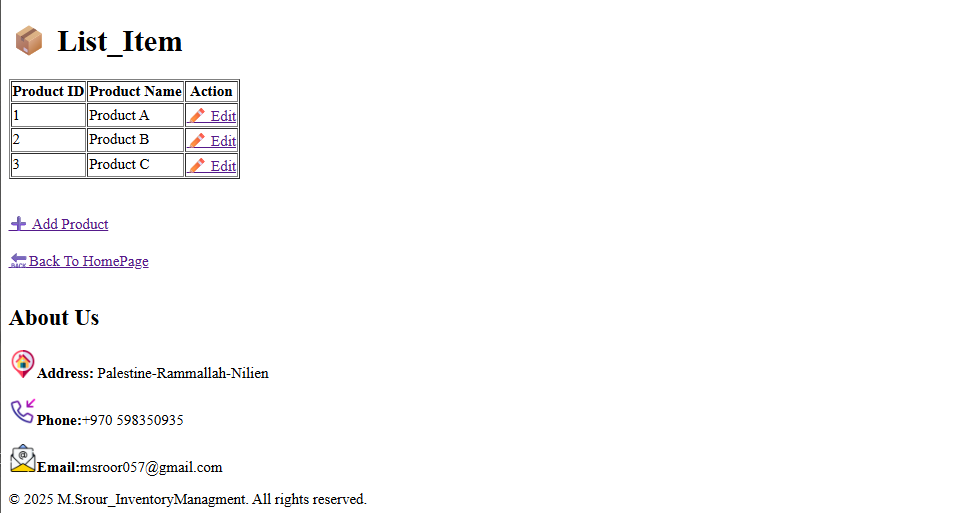 📦 List_Item
Product ID Product Name Action
1 Product A ✏️ Edit
2 Product B ✏️ Edit
3 Product C ✏️ Edit
➕ Add Product
🔙 Back To HomePage
About Us
Address: Palestine-Rammallah-Nilien
Phone:+970 598350935
Email:msroor057@gmail.com
© 2025 M.Srour_InventoryManagment. All rights reserved.